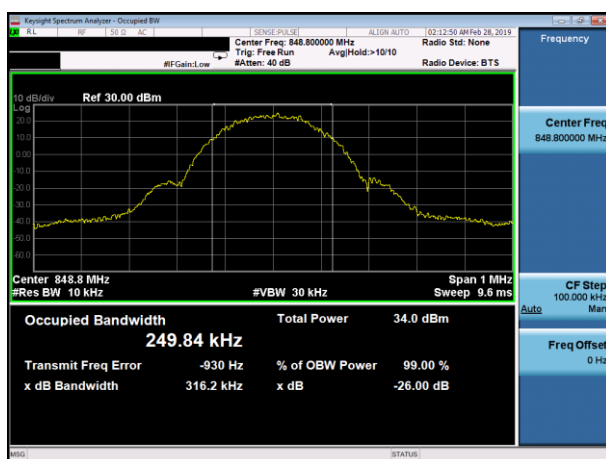 Keysight Spectrum Analyzer - Occupied BW
RL RF 50 Ω AC SENSE:PULSE ALIGN AUTO 02:12:50 AM Feb 28, 2019
Center Freq: 848.800000 MHz Radio Std: None Frequency
Trig: Free Run Avg|Hold:>10/10
#IFGain:Low #Atten: 40 dB Radio Device: BTS
10 dB/div Ref 30.00 dBm
Log
20.0
10.0
0.00
-10.0
-20.0
-30.0
-40.0
-50.0
-60.0
Center Freq
848.800000 MHz
Center 848.8 MHz Span 1 MHz
#Res BW 10 kHz #VBW 30 kHz Sweep 9.6 ms
CF Step
100.000 kHz
Auto Man
Occupied Bandwidth Total Power 34.0 dBm
249.84 kHz
Transmit Freq Error -930 Hz % of OBW Power 99.00 %
x dB Bandwidth 316.2 kHz x dB -26.00 dB
Freq Offset
0 Hz
MSG STATUS